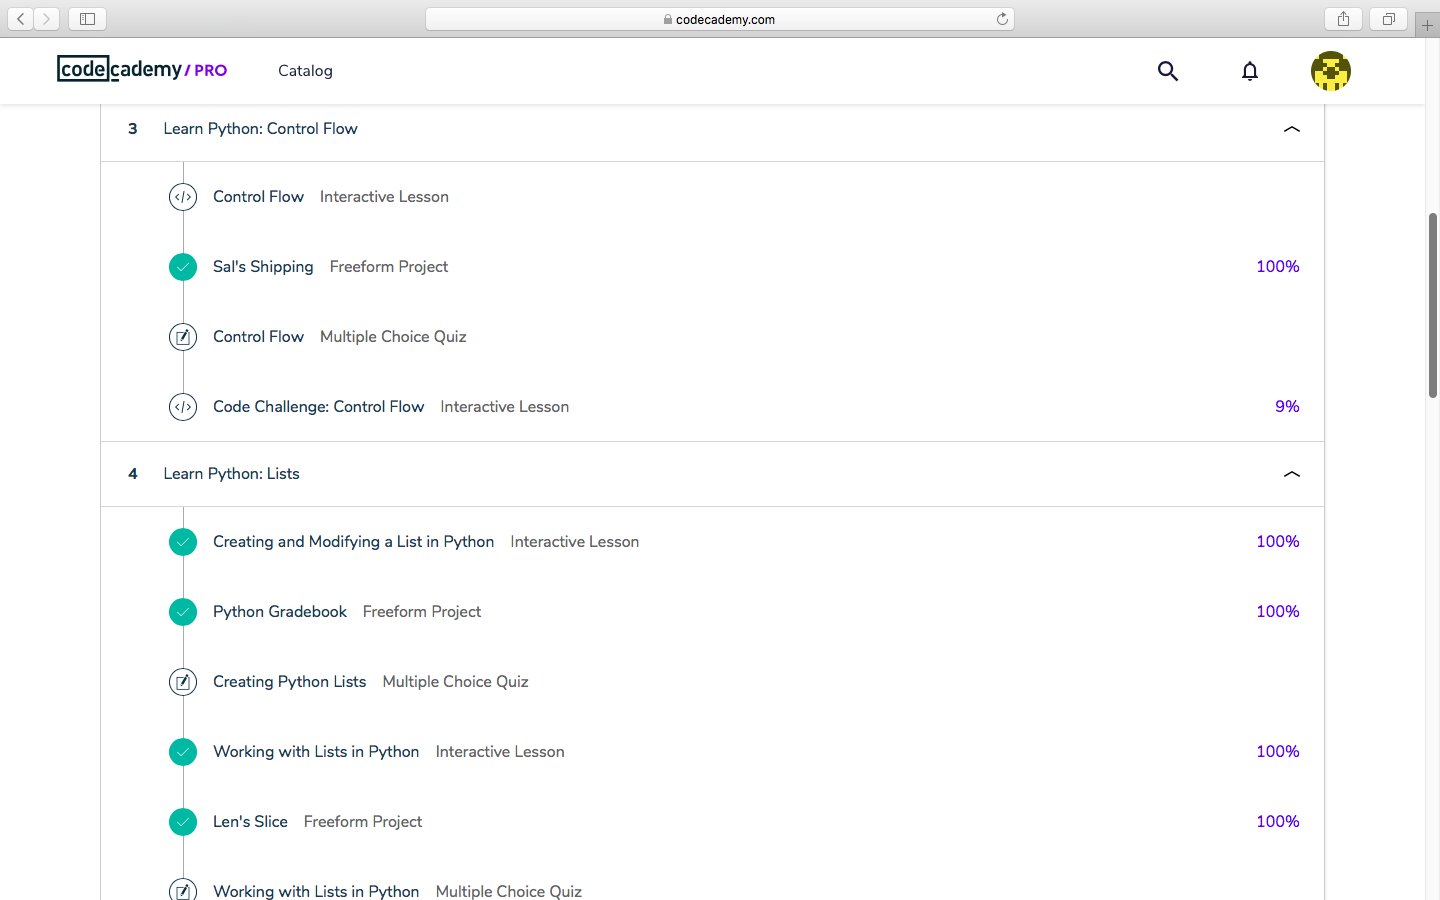 codecademy.com
codecademy / PRO Catalog
3 Learn Python: Control Flow
Control Flow Interactive Lesson
Sal's Shipping Freeform Project 100%
Control Flow Multiple Choice Quiz
Code Challenge: Control Flow Interactive Lesson 9%
4 Learn Python: Lists
Creating and Modifying a List in Python Interactive Lesson 100%
Python Gradebook Freeform Project 100%
Creating Python Lists Multiple Choice Quiz
Working with Lists in Python Interactive Lesson 100%
Len's Slice Freeform Project 100%
Working with Lists in Python Multiple Choice Quiz